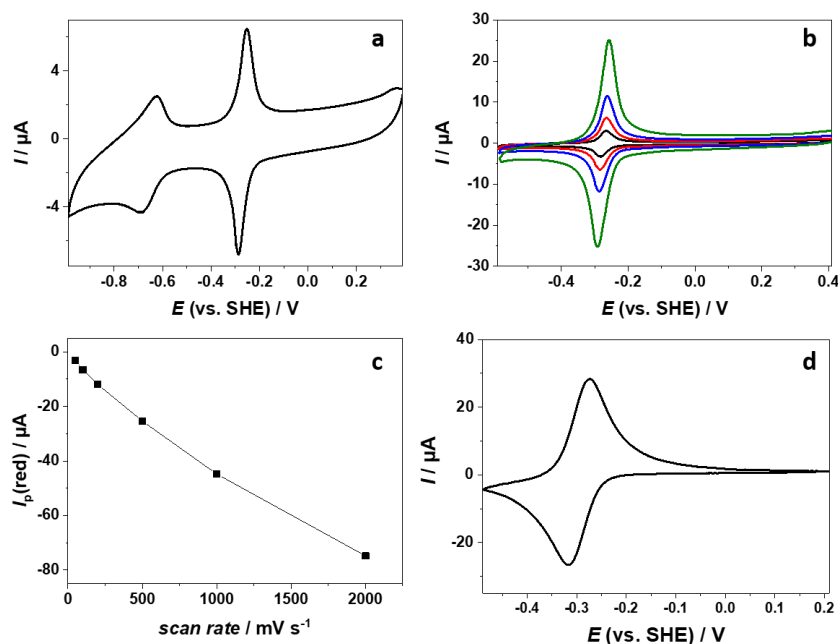 a
4
0
-4
I / µA
-0.8 -0.6 -0.4 -0.2 0.0 0.2
E (vs. SHE) / V
b
30
20
10
0
-10
-20
-30
I / µA
-0.4 -0.2 0.0 0.2 0.4
E (vs. SHE) / V
c
0
-20
-40
-60
-80
Ip(red) / µA
0 500 1000 1500 2000
scan rate / mV s⁻¹
d
40
20
0
-20
I / µA
-0.4 -0.3 -0.2 -0.1 0.0 0.1 0.2
E (vs. SHE) / V